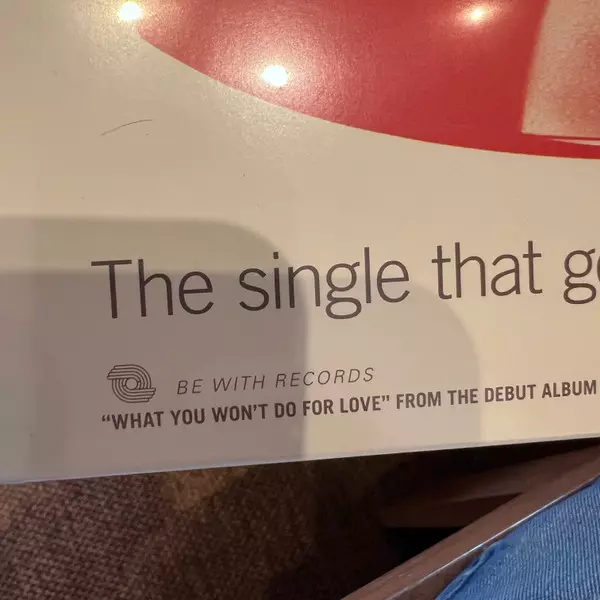 The single that
BE WITH RECORDS
“WHAT YOU WON'T DO FOR LOVE” FROM THE DEBUT ALBUM